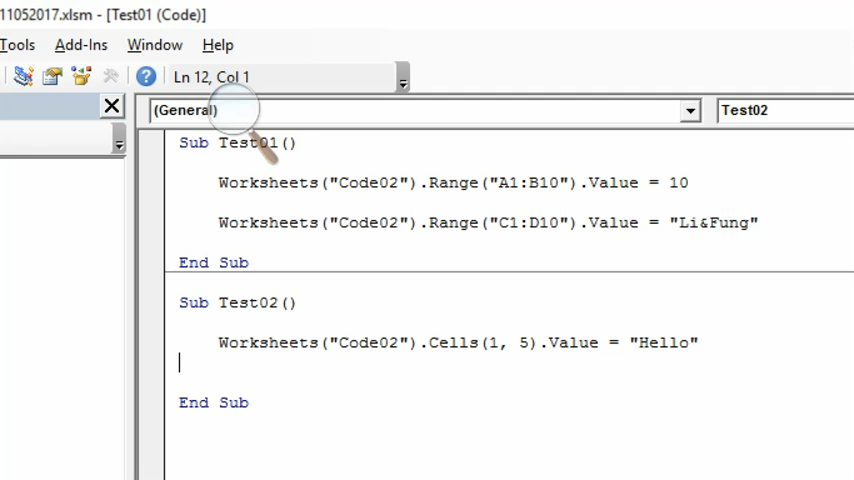 11052017.xlsm - [Test01 (Code)]
Tools Add-Ins Window Help
Ln 12, Col 1
(General) Test02
Sub Test01()
Worksheets("Code02").Range("A1:B10").Value = 10
Worksheets("Code02").Range("C1:D10").Value = "Li&Fung"
End Sub
Sub Test02()
Worksheets("Code02").Cells(1, 5).Value = "Hello"
End Sub